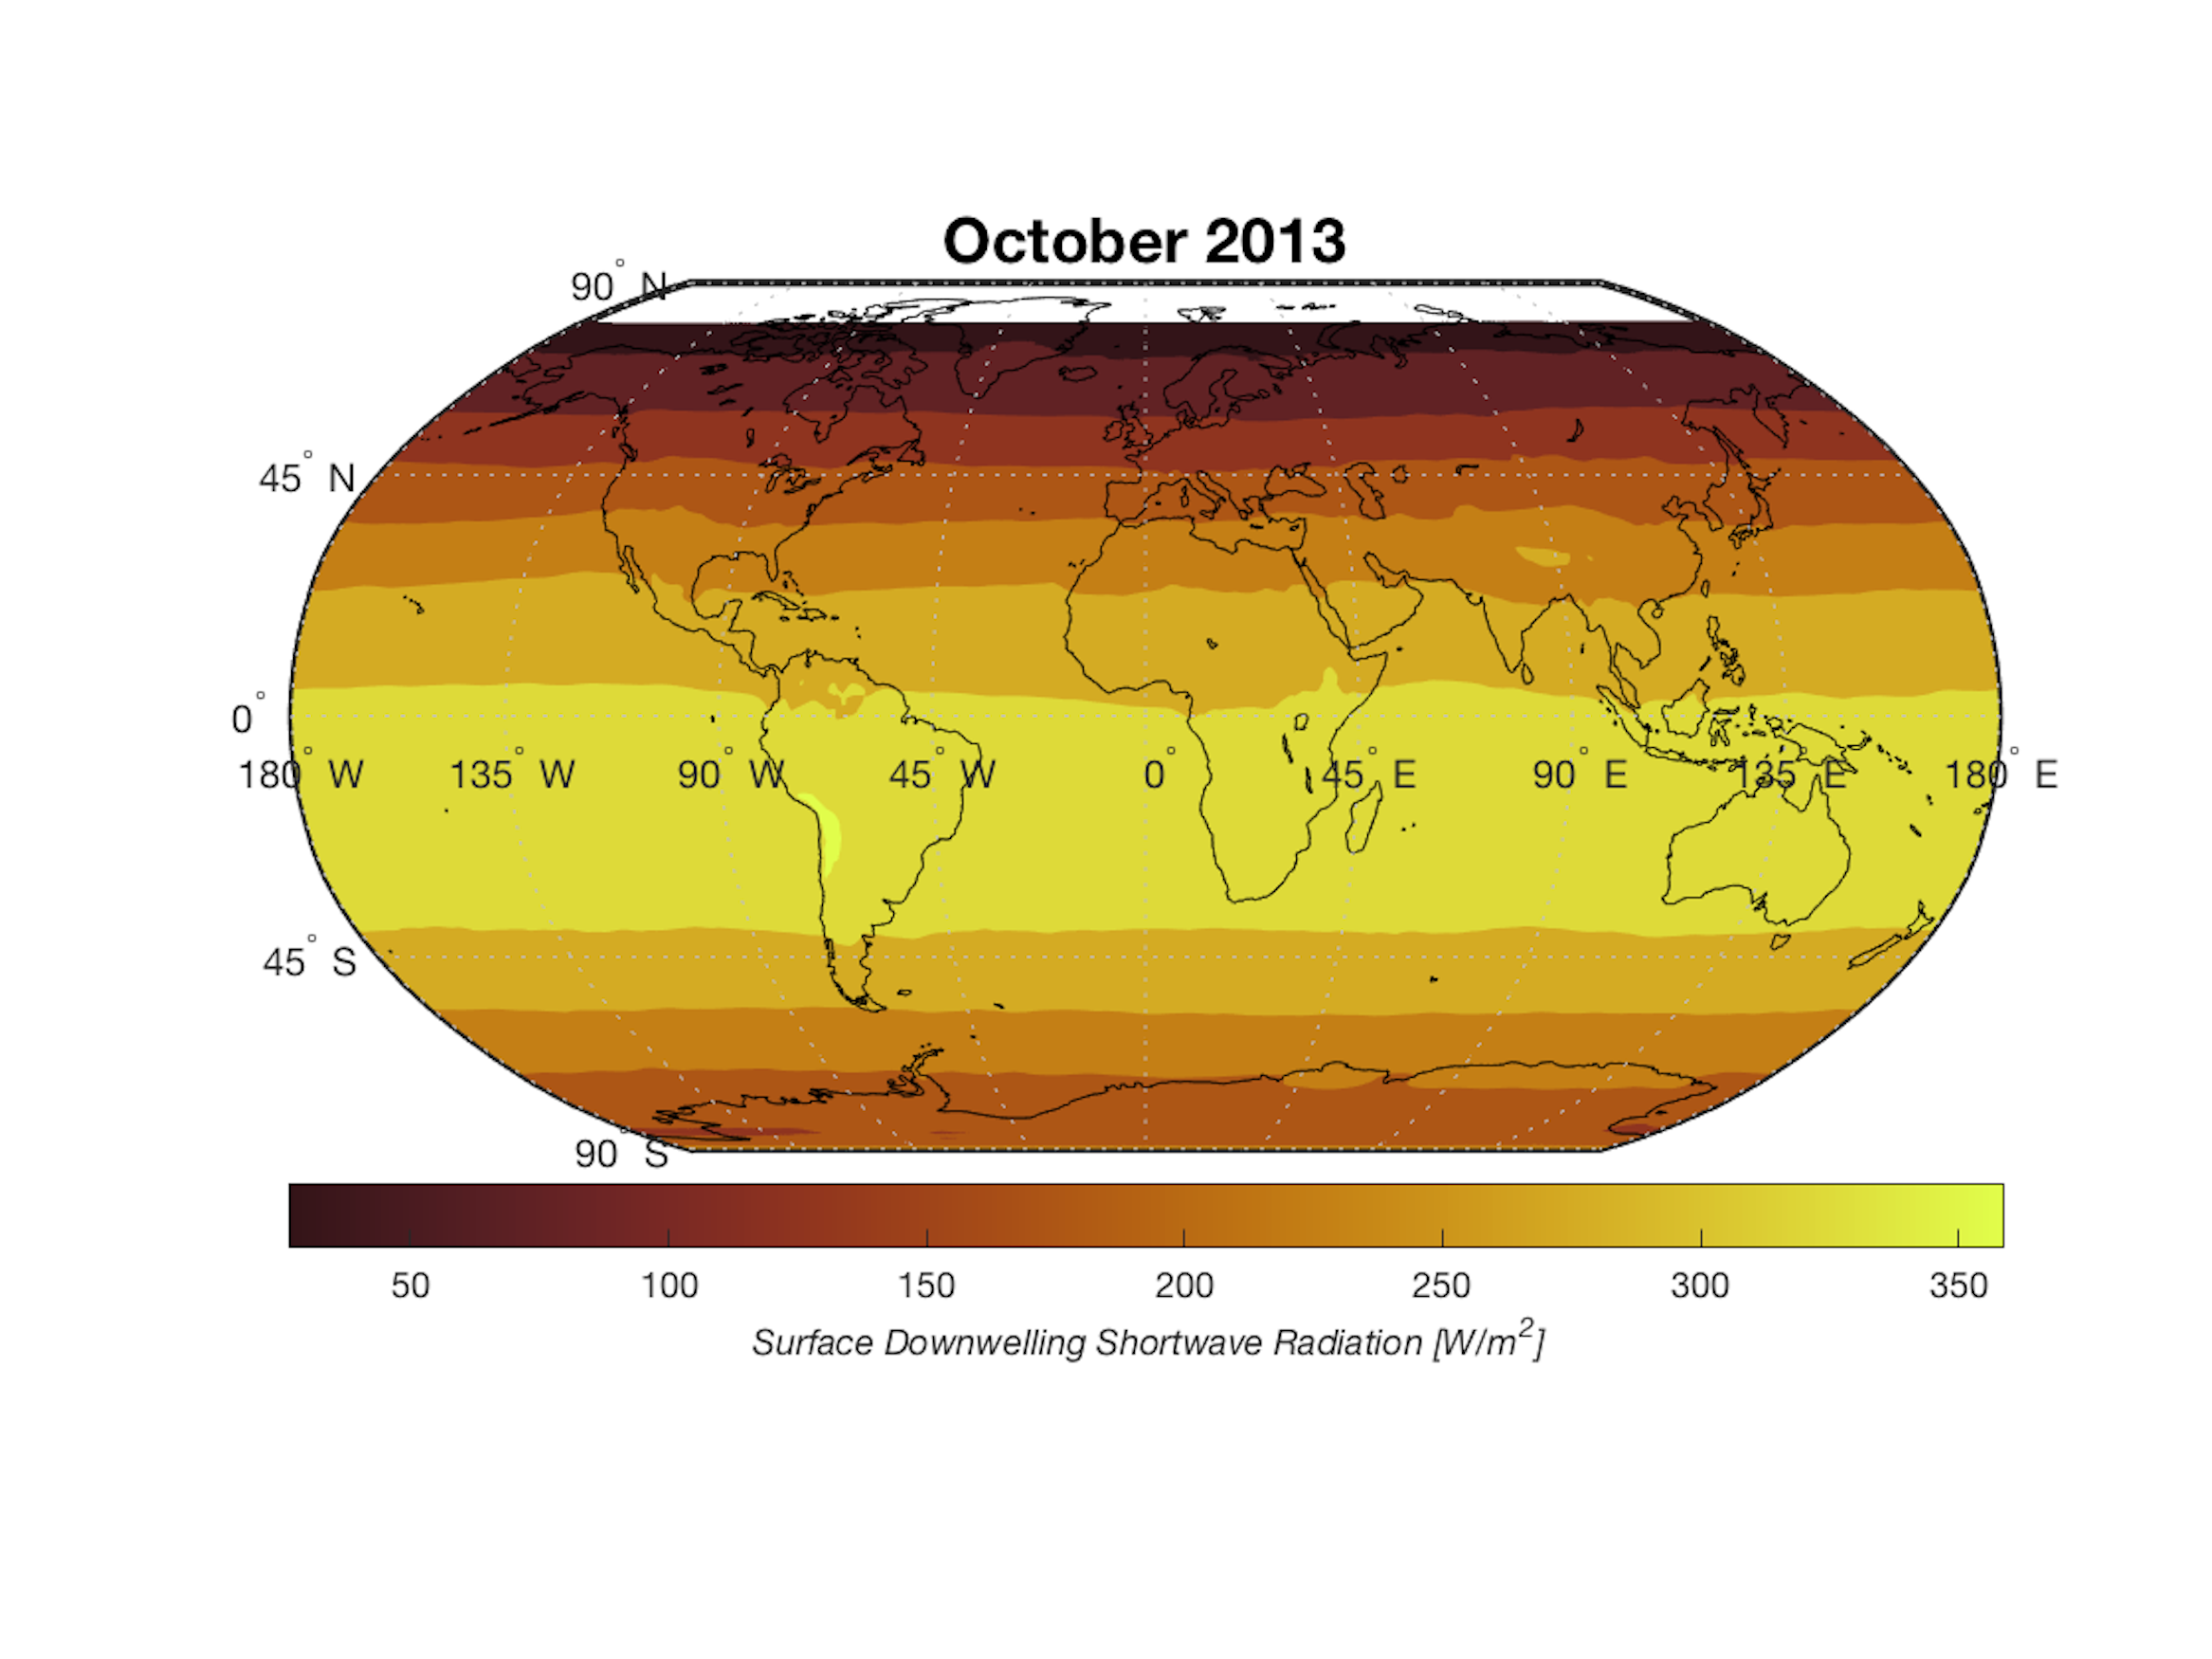 October 2013
90° N
45° N
0°
180° W 135° W 90° W 45° W 0° 45° E 90° E 135° E 180° E
45° S
90° S
50 100 150 200 250 300 350
Surface Downwelling Shortwave Radiation [W/m²]